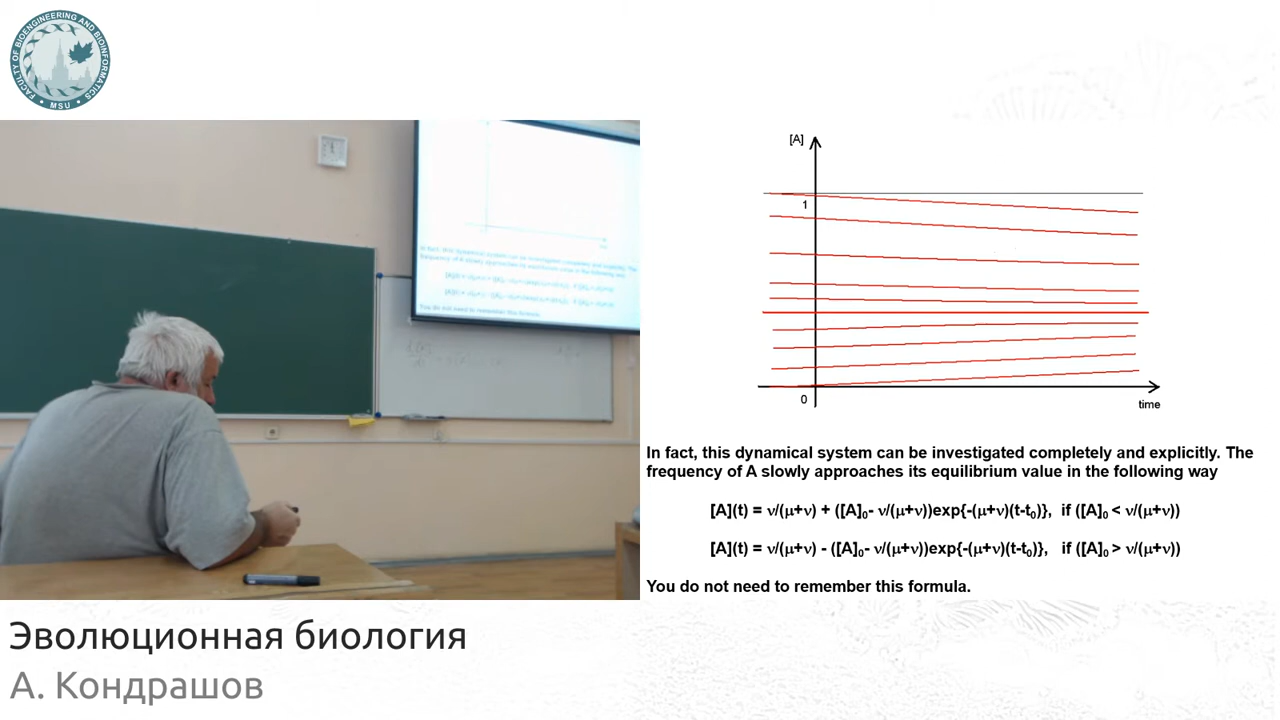 FACULTY OF BIOENGINEERING AND BIOINFORMATICS
• MSU •
[A]
1
0
time
In fact, this dynamical system can be investigated completely and explicitly. The
frequency of A slowly approaches its equilibrium value in the following way
[A](t) = ν/(μ+ν) + ([A]₀- ν/(μ+ν))exp{-(μ+ν)(t-t₀)}, if ([A]₀ < ν/(μ+ν))
[A](t) = ν/(μ+ν) - ([A]₀- ν/(μ+ν))exp{-(μ+ν)(t-t₀)}, if ([A]₀ > ν/(μ+ν))
You do not need to remember this formula.
Эволюционная биология
А. Кондрашов